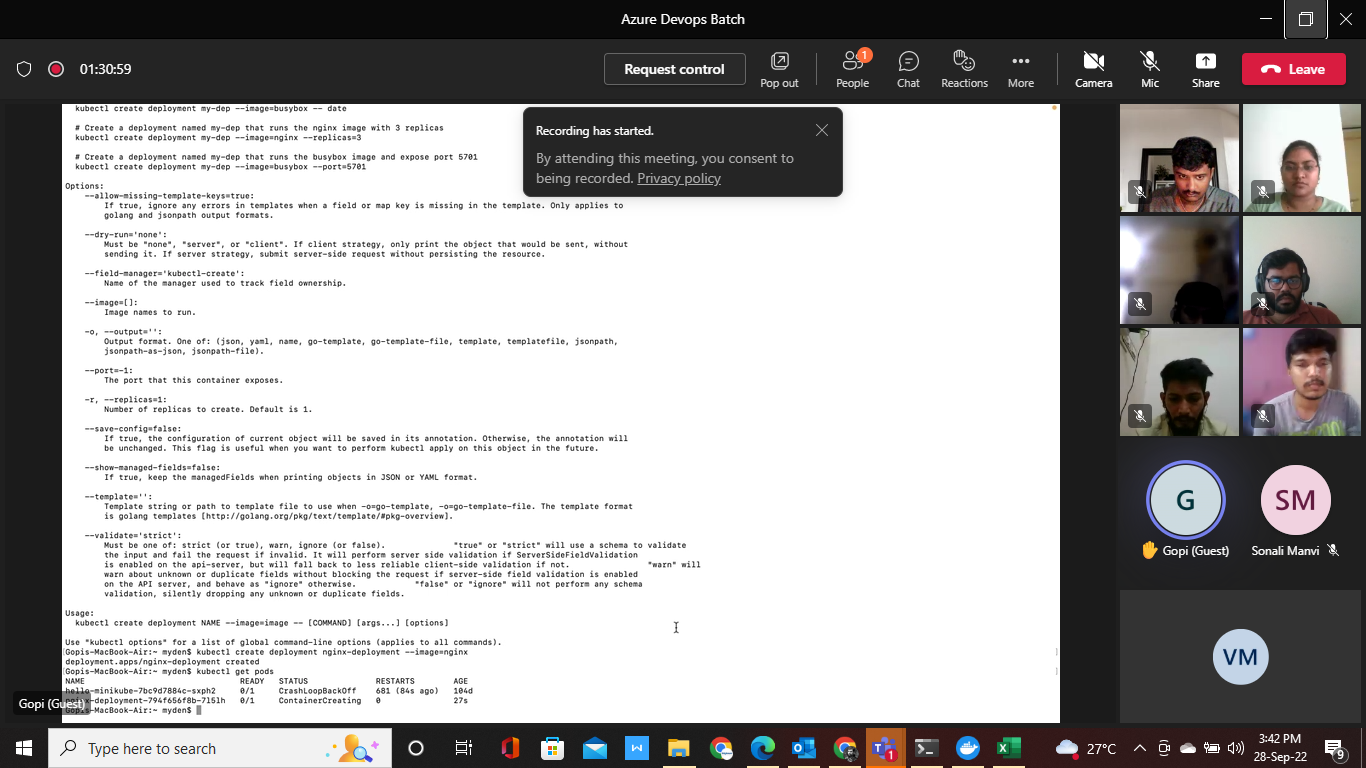 Azure Devops Batch
01:30:59
Request control
Pop out
1
People
Chat
Reactions
More
Camera
Mic
Share
Leave
Recording has started.
By attending this meeting, you consent to
being recorded. Privacy policy
kubectl create deployment my-dep --image=busybox -- date
# Create a deployment named my-dep that runs the nginx image with 3 replicas
kubectl create deployment my-dep --image=nginx --replicas=3
# Create a deployment named my-dep that runs the busybox image and expose port 5701
kubectl create deployment my-dep --image=busybox --port=5701
Options:
--allow-missing-template-keys=true:
If true, ignore any errors in templates when a field or map key is missing in the template. Only applies to
golang and jsonpath output formats.
--dry-run='none':
Must be "none", "server", or "client". If client strategy, only print the object that would be sent, without
sending it. If server strategy, submit server-side request without persisting the resource.
--field-manager='kubectl-create':
Name of the manager used to track field ownership.
--image=[]:
Image names to run.
-o, --output='':
Output format. One of: (json, yaml, name, go-template, go-template-file, template, templatefile, jsonpath,
jsonpath-as-json, jsonpath-file).
--port=-1:
The port that this container exposes.
-r, --replicas=1:
Number of replicas to create. Default is 1.
--save-config=false:
If true, the configuration of current object will be saved in its annotation. Otherwise, the annotation will
be unchanged. This flag is useful when you want to perform kubectl apply on this object in the future.
--show-managed-fields=false:
If true, keep the managedFields when printing objects in JSON or YAML format.
--template='':
Template string or path to template file to use when -o=go-template, -o=go-template-file. The template format
is golang templates [http://golang.org/pkg/text/template/#pkg-overview].
--validate='strict':
Must be one of: strict (or true), warn, ignore (or false). "true" or "strict" will use a schema to validate
the input and fail the request if invalid. It will perform server side validation if ServerSideFieldValidation
is enabled on the api-server, but will fall back to less reliable client-side validation if not. "warn" will
warn about unknown or duplicate fields without blocking the request if server-side field validation is enabled
on the API server, and behave as "ignore" otherwise. "false" or "ignore" will not perform any schema
validation, silently dropping any unknown or duplicate fields.
Usage:
kubectl create deployment NAME --image=image -- [COMMAND] [args...] [options]
Use "kubectl options" for a list of global command-line options (applies to all commands).
Gopis-MacBook-Air:~ myden$ kubectl create deployment nginx-deployment --image=nginx
deployment.apps/nginx-deployment created
Gopis-MacBook-Air:~ myden$ kubectl get pods
NAME READY STATUS RESTARTS AGE
hello-minikube-7bc9d7884c-sxph2 0/1 CrashLoopBackOff 681 (84s ago) 104d
nginx-deployment-794f656f8b-7151h 0/1 ContainerCreating 0 27s
Gopis-MacBook-Air:~ myden$
Gopi (Guest)
G
Gopi (Guest)
SM
Sonali Manvi
VM
Type here to search
W
1
27°C
3:42 PM
28-Sep-22
9